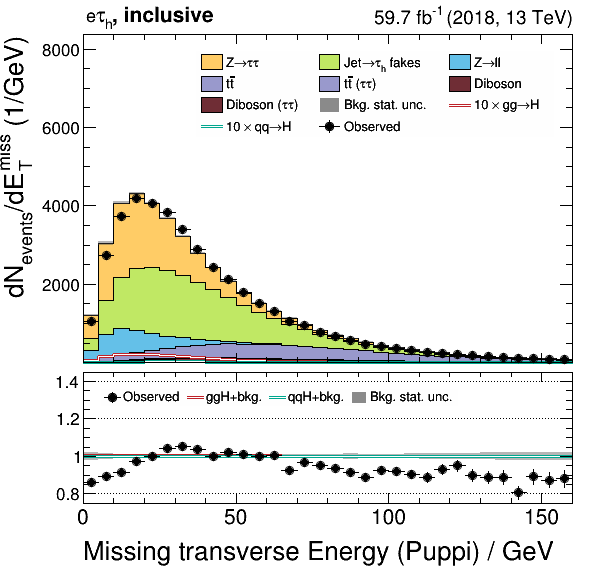 eτh, inclusive 59.7 fb-1 (2018, 13 TeV)
dNevents/dETmiss (1/GeV)
8000
6000
4000
2000
Z→ττ Jet→τh fakes Z→ll
tt̄ tt̄ (ττ) Diboson
Diboson (ττ) Bkg. stat. unc. 10 × gg→H
10 × qq→H Observed
1.4
1.2
1
0.8
Observed ggH+bkg. qqH+bkg. Bkg. stat. unc.
0 50 100 150
Missing transverse Energy (Puppi) / GeV